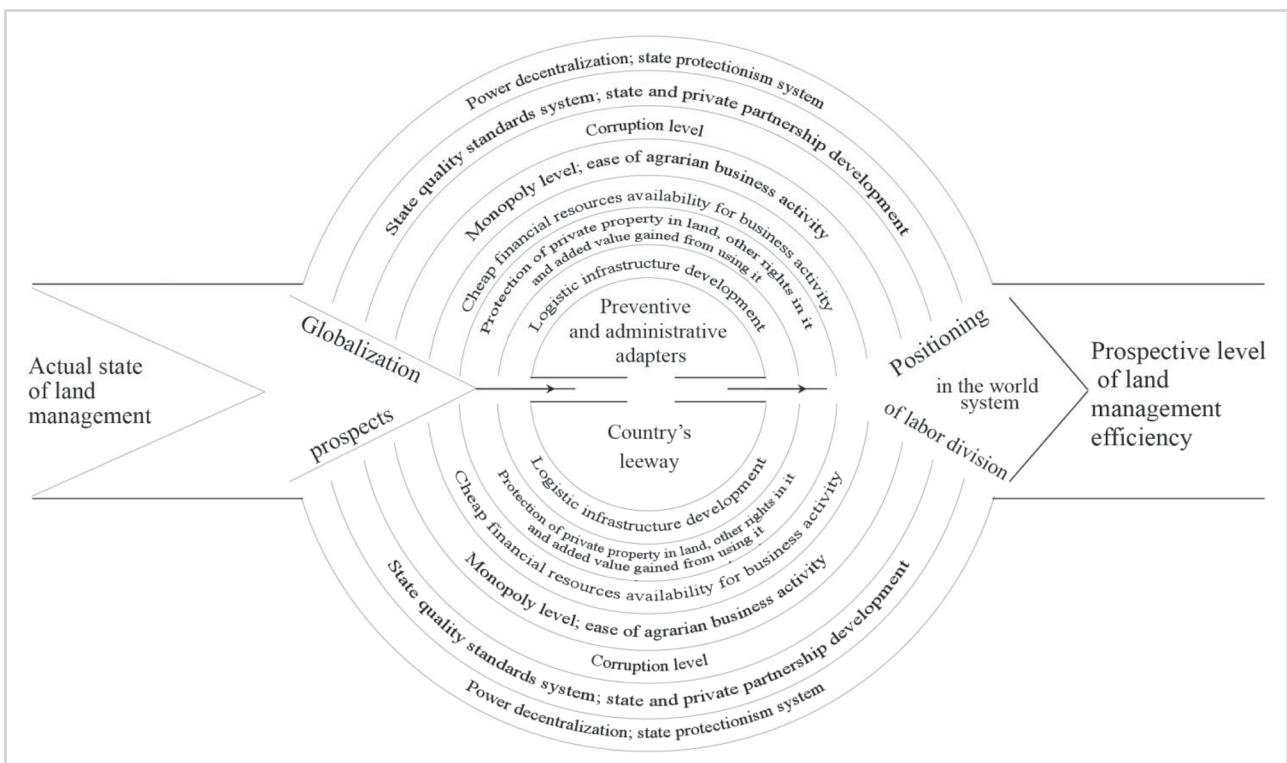 Power decentralization; state protectionism system
State quality standards system; state and private partnership development
Corruption level
Monopoly level; ease of agrarian business activity
Cheap financial resources availability for business activity
Protection of private property in land, other rights in it
and added value gained from using it
Logistic infrastructure development
Preventive
and administrative
adapters
Globalization
prospects
Actual state
of land
management
Positioning
in the world
system
of labor division
Prospective level
of land
management
efficiency
Country's
leeway
Logistic infrastructure development
Protection of private property in land, other rights in it
and added value gained from using it
Cheap financial resources availability for business activity
Monopoly level; ease of agrarian business activity
Corruption level
State quality standards system; state and private partnership development
Power decentralization; state protectionism system